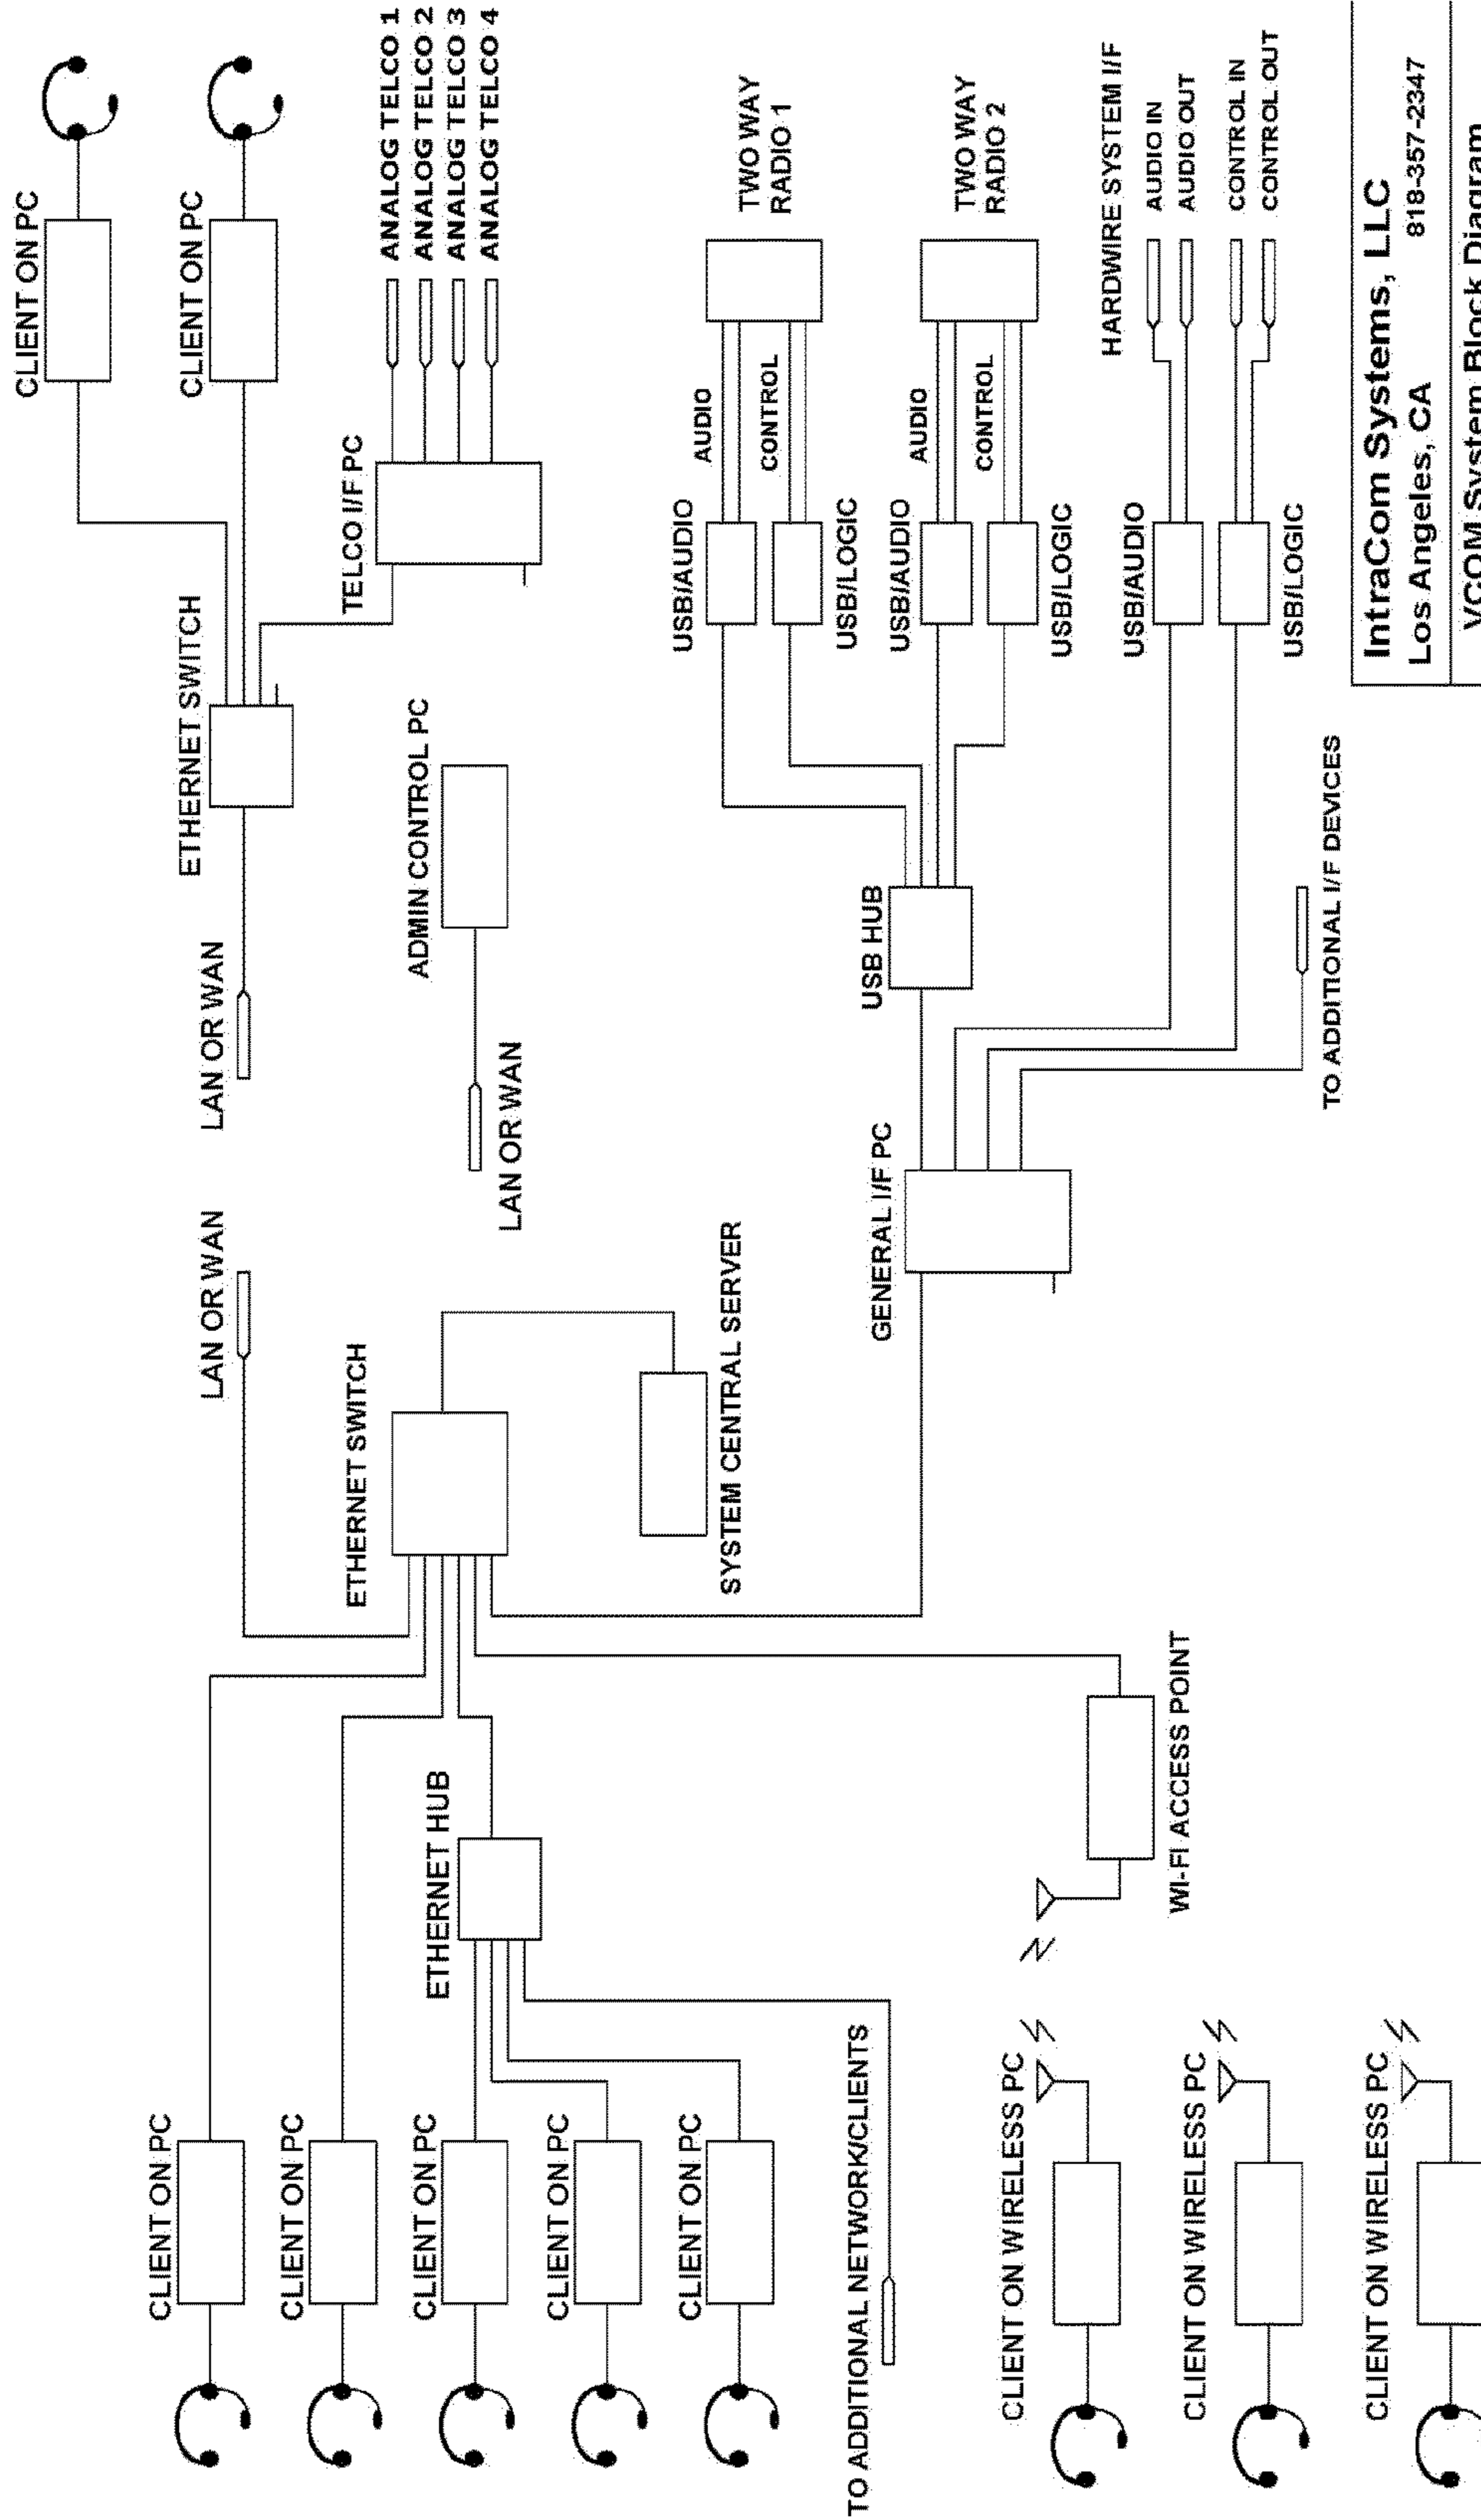 CLIENT ON PC
CLIENT ON PC
CLIENT ON PC
CLIENT ON PC
CLIENT ON PC
TO ADDITIONAL NETWORK/CLIENTS
CLIENT ON WIRELESS PC
CLIENT ON WIRELESS PC
CLIENT ON WIRELESS PC
ETHERNET HUB
WI-FI ACCESS POINT
LAN OR WAN
ETHERNET SWITCH
SYSTEM CENTRAL SERVER
GENERAL I/F PC
LAN OR WAN
LAN OR WAN
ADMIN CONTROL PC
ETHERNET SWITCH
USB HUB
TO ADDITIONAL I/F DEVICES
CLIENT ON PC
CLIENT ON PC
TELCO I/F PC
ANALOG TELCO 1
ANALOG TELCO 2
ANALOG TELCO 3
ANALOG TELCO 4
USB/AUDIO
AUDIO
CONTROL
USB/LOGIC
TWO WAY
RADIO 1
USB/AUDIO
AUDIO
CONTROL
USB/LOGIC
TWO WAY
RADIO 2
HARDWIRE SYSTEM I/F
USB/AUDIO
AUDIO IN
AUDIO OUT
CONTROL IN
CONTROL OUT
USB/LOGIC
IntraCom Systems, LLC
Los Angeles, CA 818-357-2347
VCOM System Block Diagram